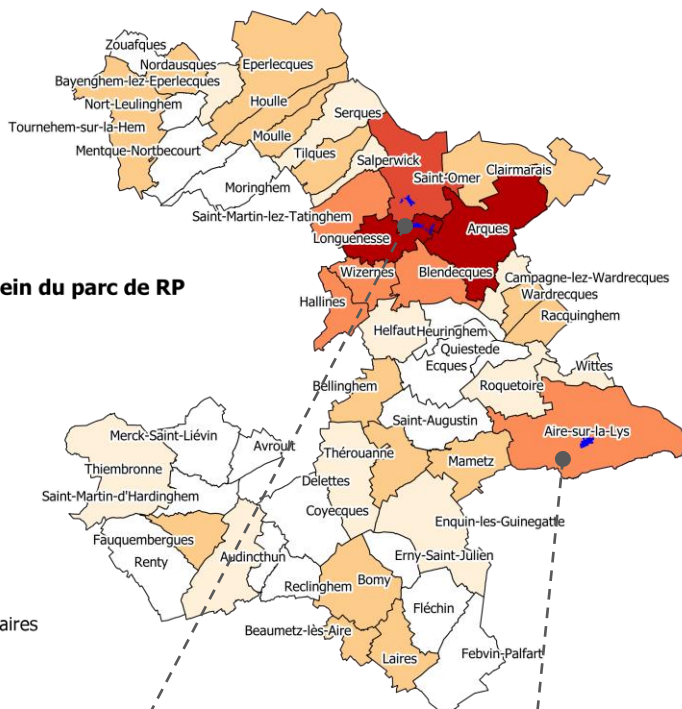 Zouafques
Nordausques
Eperlecques
Bayenghem-lez-Eperlecques
Nort-Leulinghem
Houlle
Serques
Tournehem-sur-la-Hem
Moulle
Mentque-Nortbecourt
Tilques
Salperwick
Clairmarais
Saint-Omer
Moringhem
Saint-Martin-lez-Tatinghem
Arques
Longuenesse
Wizernes
Blendecques
Campagne-lez-Wardrecques
ein du parc de RP
Wardrecques
Hallines
Racquinghem
Helfaut
Heuringhem
Quiestede
Ecques
Wittes
Bellinghem
Roquetoire
Saint-Augustin
Merck-Saint-Liévin
Avroult
Aire-sur-la-Lys
Thérouanne
Mametz
Thiembronne
Delettes
Saint-Martin-d'Hardinghem
Coyecques
Enquin-les-Guinegatte
Fauquembergues
Audincthun
Erny-Saint-Julien
Renty
Reclinghem
Bomy
Fléchin
aires
Beaumetz-lès-Aire
Laires
Febvin-Palfart